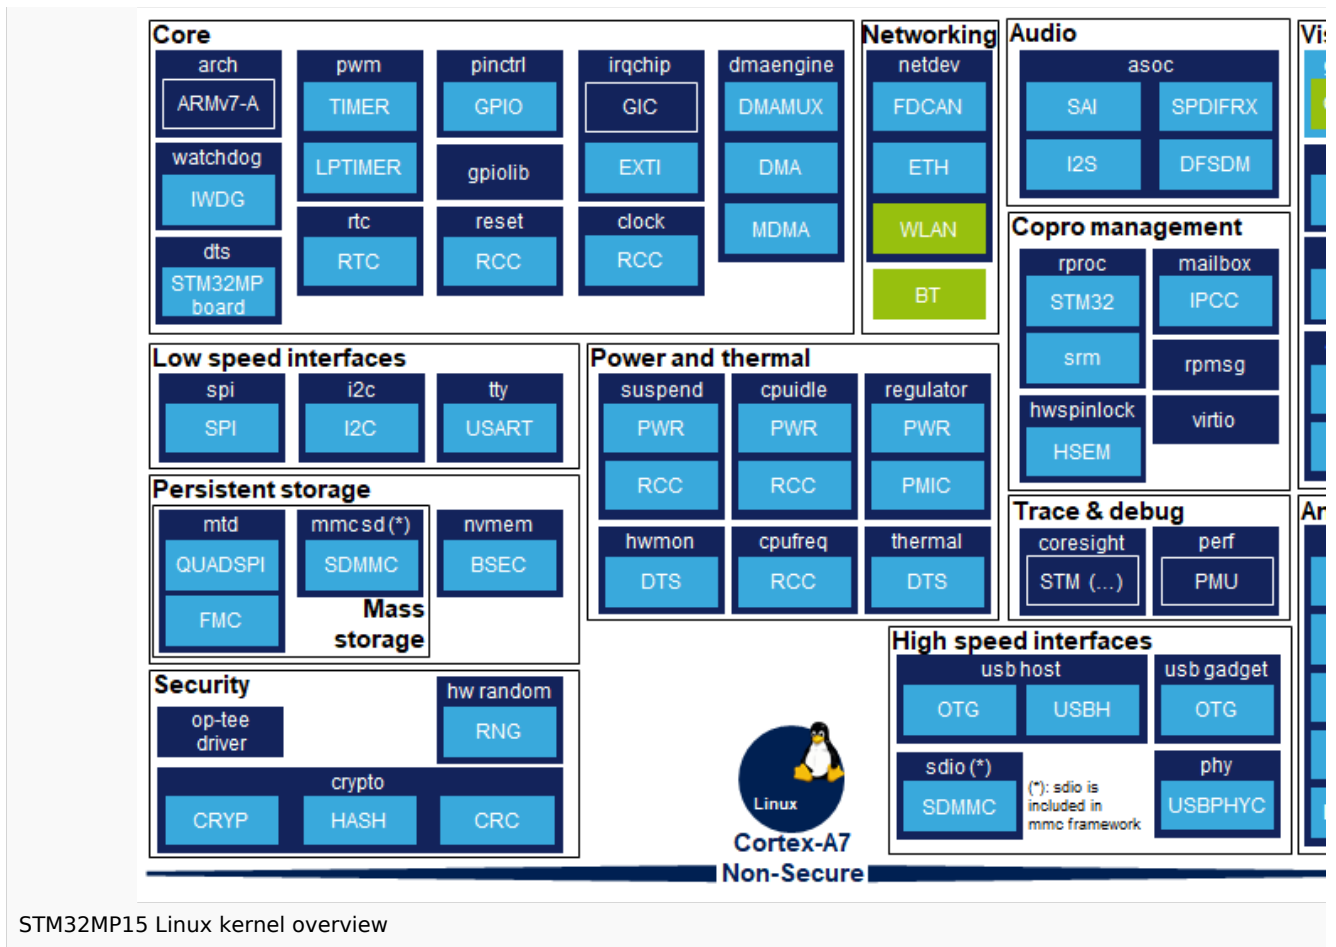 Core
arch
ARMv7-A
watchdog
IWDG
dts
STM32MP
board
pwm
TIMER
LPTIMER
rtc
RTC
pinctrl
GPIO
gpiolib
reset
RCC
irqchip
GIC
EXTI
clock
RCC
dmaengine
DMAMUX
DMA
MDMA
Networking
netdev
FDCAN
ETH
WLAN
BT
Audio
asoc
SAI
SPDIFRX
I2S
DFSDM
Copro management
rproc
STM32
srm
mailbox
IPCC
rpmsg
hwspinlock
HSEM
virtio
Low speed interfaces
spi
SPI
i2c
I2C
tty
USART
Power and thermal
suspend
PWR
RCC
cpuidle
PWR
RCC
regulator
PWR
PMIC
hwmon
DTS
cpufreq
RCC
thermal
DTS
Persistent storage
mtd
QUADSPI
FMC
mmc sd (*)
SDMMC
Mass
storage
nvmem
BSEC
Trace & debug
coresight
STM (...)
perf
PMU
Security
op-tee
driver
hw random
RNG
crypto
CRYP
HASH
CRC
High speed interfaces
usb host
OTG
USBH
usb gadget
OTG
sdio (*)
SDMMC
(*): sdio is
included in
mmc framework
phy
USBPHYC
Linux
Cortex-A7
Non-Secure
STM32MP15 Linux kernel overview